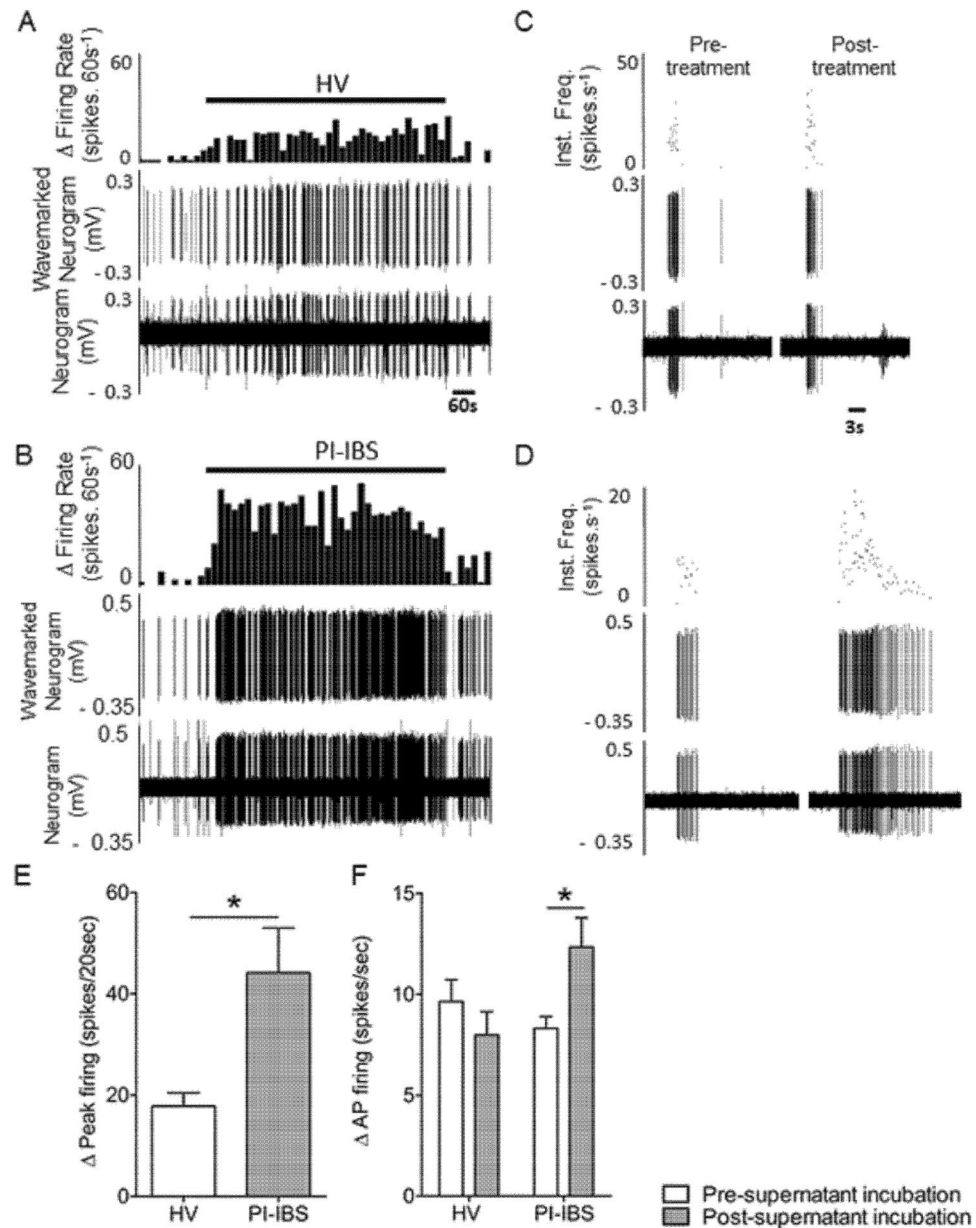 A
Δ Firing Rate
(spikes. 60s⁻¹)
60
0
HV
Wavemarked
Neurogram
(mV)
0.3
- 0.3
Neurogram
(mV)
0.3
- 0.3
60s
C
Pre-
treatment
Post-
treatment
Inst. Freq.
(spikes.s⁻¹)
50
0
0.3
- 0.3
0.3
- 0.3
3s
B
Δ Firing Rate
(spikes. 60s⁻¹)
60
0
PI-IBS
Wavemarked
Neurogram
(mV)
0.5
- 0.35
Neurogram
(mV)
0.5
- 0.35
D
Inst. Freq.
(spikes.s⁻¹)
20
0
0.5
-0.35
0.5
- 0.35
E
Δ Peak firing (spikes/20sec)
60
40
20
0
*
HV
PI-IBS
F
Δ AP firing (spikes/sec)
15
10
5
0
*
HV
PI-IBS
Pre-supernatant incubation
Post-supernatant incubation